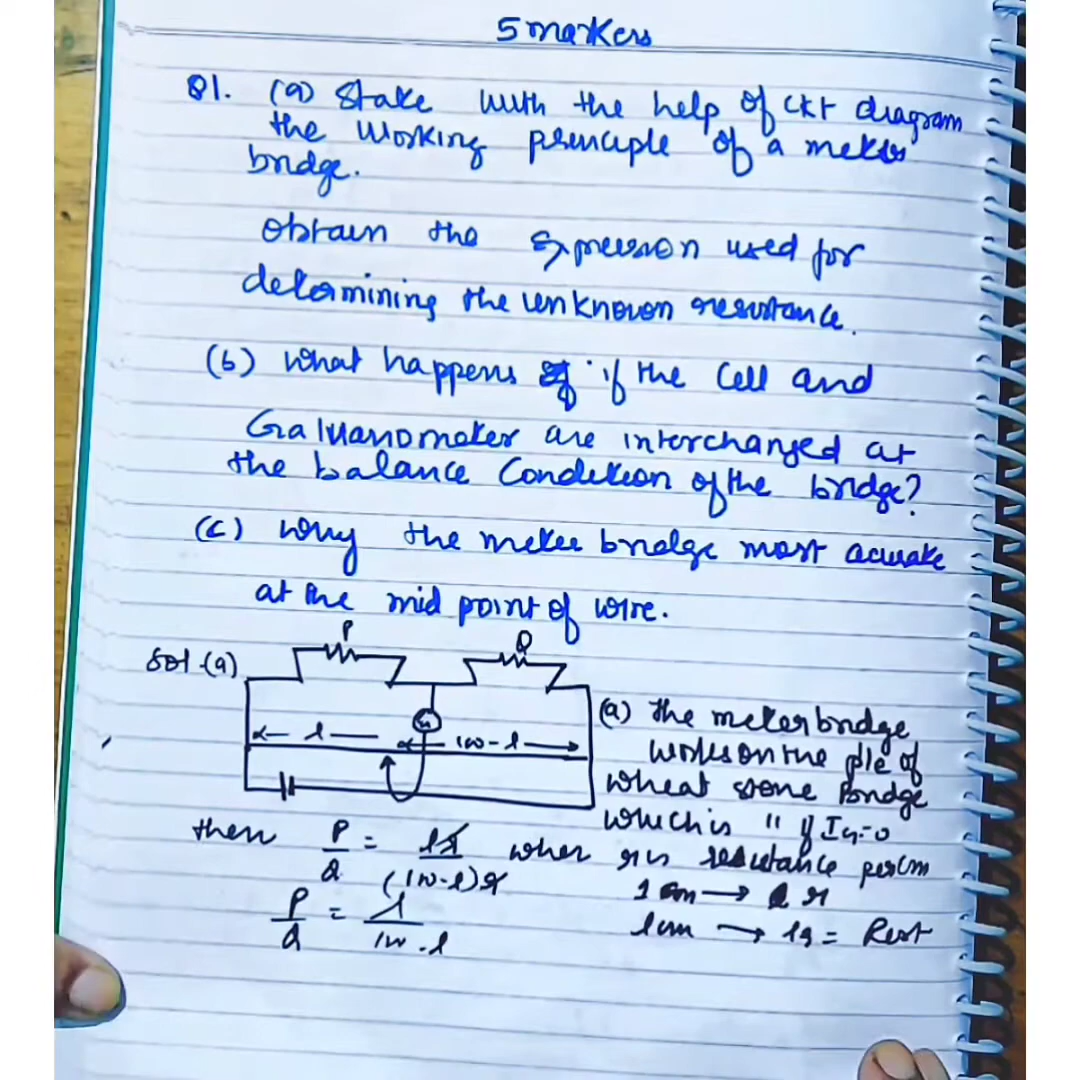 5 markers
Q1. (a) State with the help of ckt diagram
the working principle of a meter
bridge.
obtain the expression used for
determining the unknown resistance.
(b) what happens if the cell and
Galvanometer are interchanged at
the balance condition of the bridge?
(c) why the meter bridge most acurate
at the mid point of wire.
P
Q
Sol.(a)
G
l
100-l
(a) the meter bridge
works on the ple of
wheat stone bridge
which is " if IG=0
then P/Q = lr/(100-l)r when r is resistance per cm
1 cm → r
P/Q = l/100-l
l cm → lr = Rest